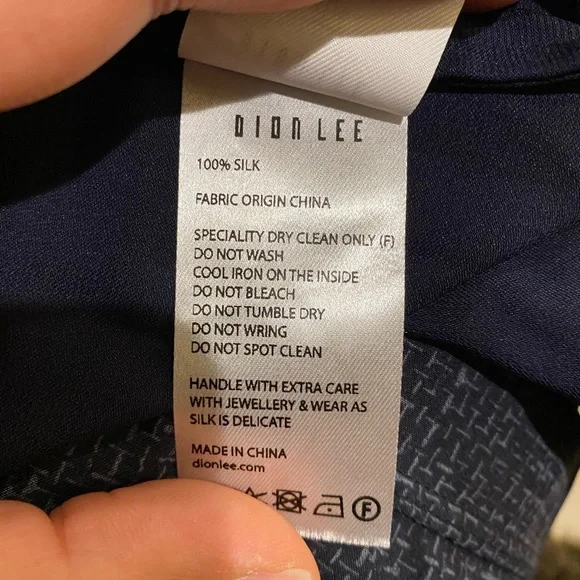 DION LEE
100% SILK
FABRIC ORIGIN CHINA
SPECIALITY DRY CLEAN ONLY (F)
DO NOT WASH
COOL IRON ON THE INSIDE
DO NOT BLEACH
DO NOT TUMBLE DRY
DO NOT WRING
DO NOT SPOT CLEAN
HANDLE WITH EXTRA CARE
WITH JEWELLERY & WEAR AS
SILK IS DELICATE
MADE IN CHINA
dionlee.com
F